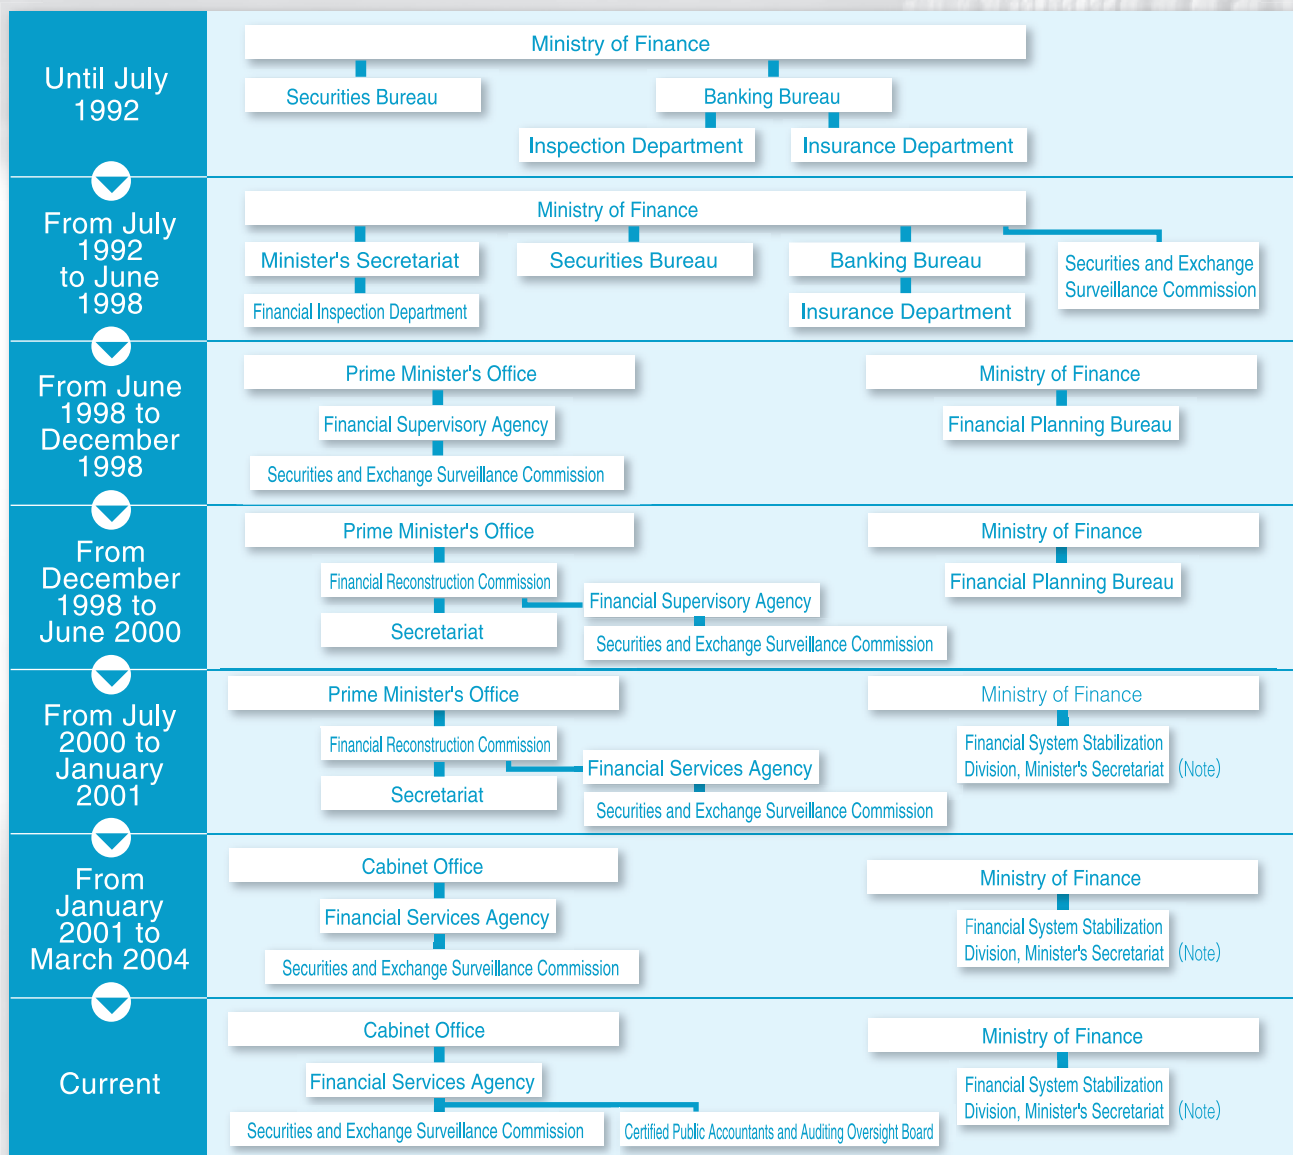 Until July
1992
Ministry of Finance
Securities Bureau
Banking Bureau
Inspection Department
Insurance Department
From July
1992
to June
1998
Ministry of Finance
Minister's Secretariat
Securities Bureau
Banking Bureau
Securities and Exchange
Surveillance Commission
Financial Inspection Department
Insurance Department
From June
1998 to
December
1998
Prime Minister's Office
Ministry of Finance
Financial Supervisory Agency
Financial Planning Bureau
Securities and Exchange Surveillance Commission
From
December
1998 to
June 2000
Prime Minister's Office
Ministry of Finance
Financial Reconstruction Commission
Financial Planning Bureau
Financial Supervisory Agency
Secretariat
Securities and Exchange Surveillance Commission
From July
2000 to
January
2001
Prime Minister's Office
Ministry of Finance
Financial Reconstruction Commission
Financial System Stabilization
Division, Minister's Secretariat (Note)
Financial Services Agency
Secretariat
Securities and Exchange Surveillance Commission
From
January
2001 to
March 2004
Cabinet Office
Ministry of Finance
Financial Services Agency
Financial System Stabilization
Division, Minister's Secretariat (Note)
Securities and Exchange Surveillance Commission
Current
Cabinet Office
Ministry of Finance
Financial Services Agency
Financial System Stabilization
Division, Minister's Secretariat (Note)
Securities and Exchange Surveillance Commission
Certified Public Accountants and Auditing Oversight Board